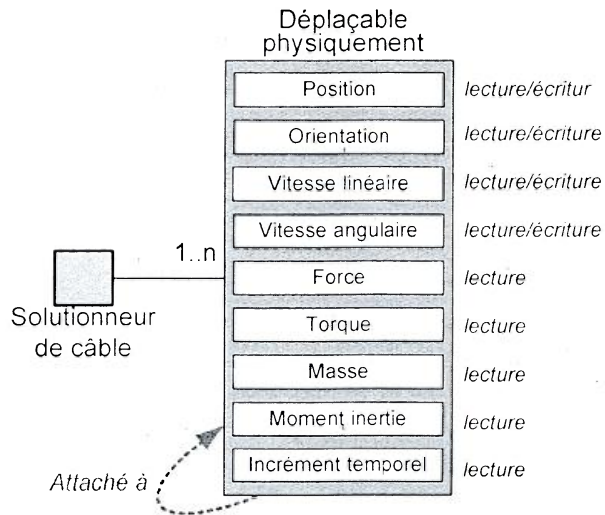 Déplaçable
physiquement
Position lecture/écritur
Orientation lecture/écriture
Vitesse linéaire lecture/écriture
Vitesse angulaire lecture/écriture
1..n
Force lecture
Solutionneur
de câble
Torque lecture
Masse lecture
Moment inertie lecture
Attaché à
Incrément temporel lecture